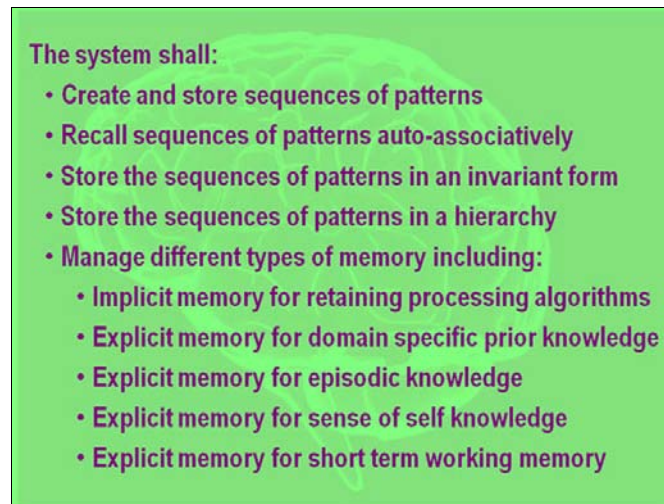 The system shall:
• Create and store sequences of patterns
• Recall sequences of patterns auto-associatively
• Store the sequences of patterns in an invariant form
• Store the sequences of patterns in a hierarchy
• Manage different types of memory including:
• Implicit memory for retaining processing algorithms
• Explicit memory for domain specific prior knowledge
• Explicit memory for episodic knowledge
• Explicit memory for sense of self knowledge
• Explicit memory for short term working memory